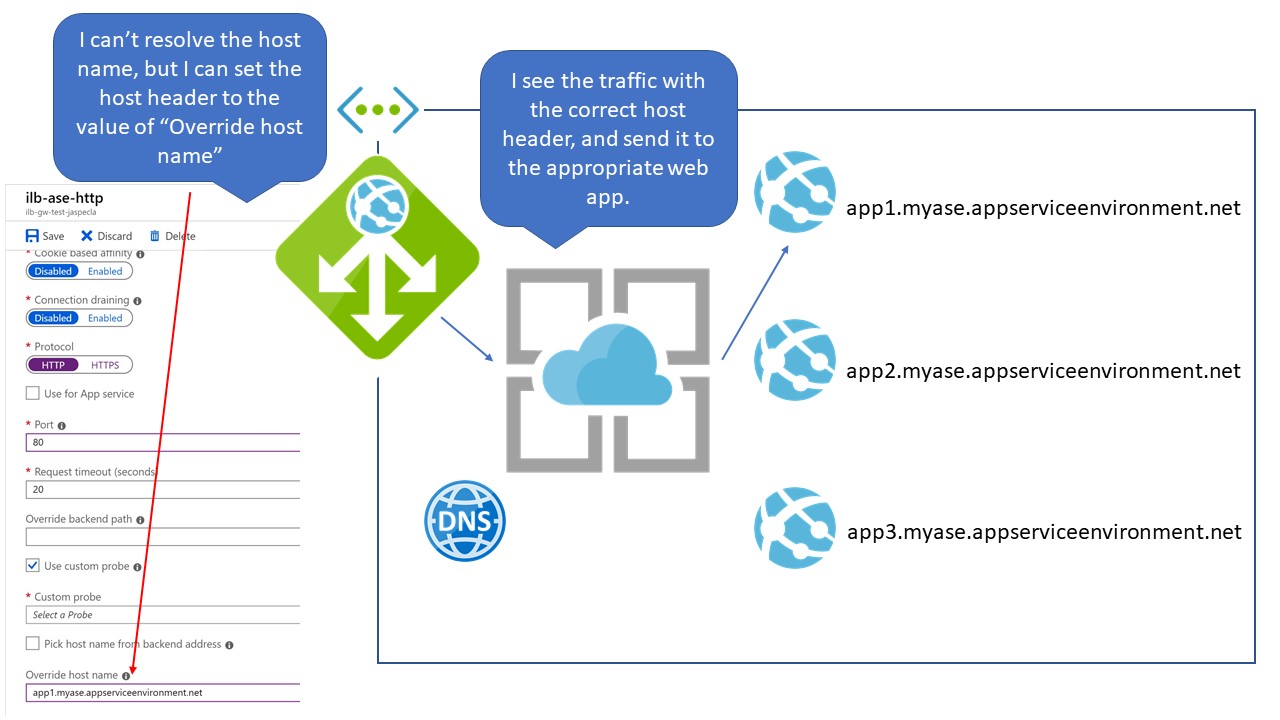 I can’t resolve the host
name, but I can set the
host header to the
value of “Override host
name”
I see the traffic with
the correct host
header, and send it to
the appropriate web
app.
ilb-ase-http
ilb-gw-test-jaspecla
Save Discard Delete
* Cookie based affinity
Disabled Enabled
* Connection draining
Disabled Enabled
* Protocol
HTTP HTTPS
Use for App service
* Port
80
* Request timeout (seconds)
20
Override backend path
Use custom probe
* Custom probe
Select a Probe
Pick host name from backend address
Override host name
app1.myase.appserviceenvironment.net
DNS
app1.myase.appserviceenvironment.net
app2.myase.appserviceenvironment.net
app3.myase.appserviceenvironment.net